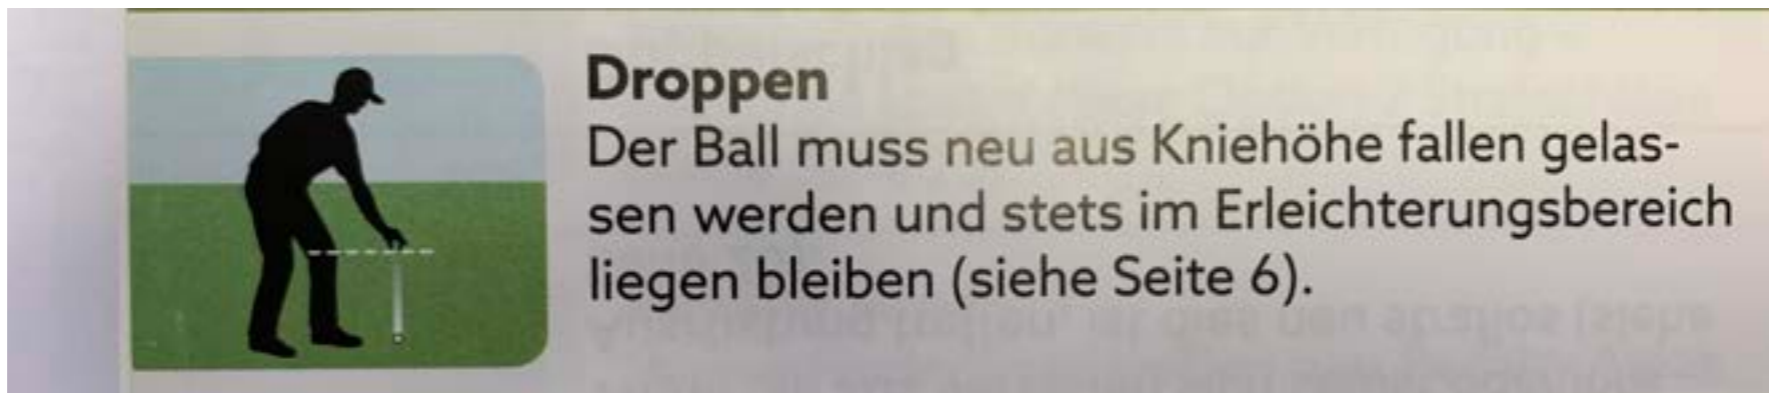 Droppen
Der Ball muss neu aus Kniehöhe fallen gelas-
sen werden und stets im Erleichterungsbereich
liegen bleiben (siehe Seite 6).